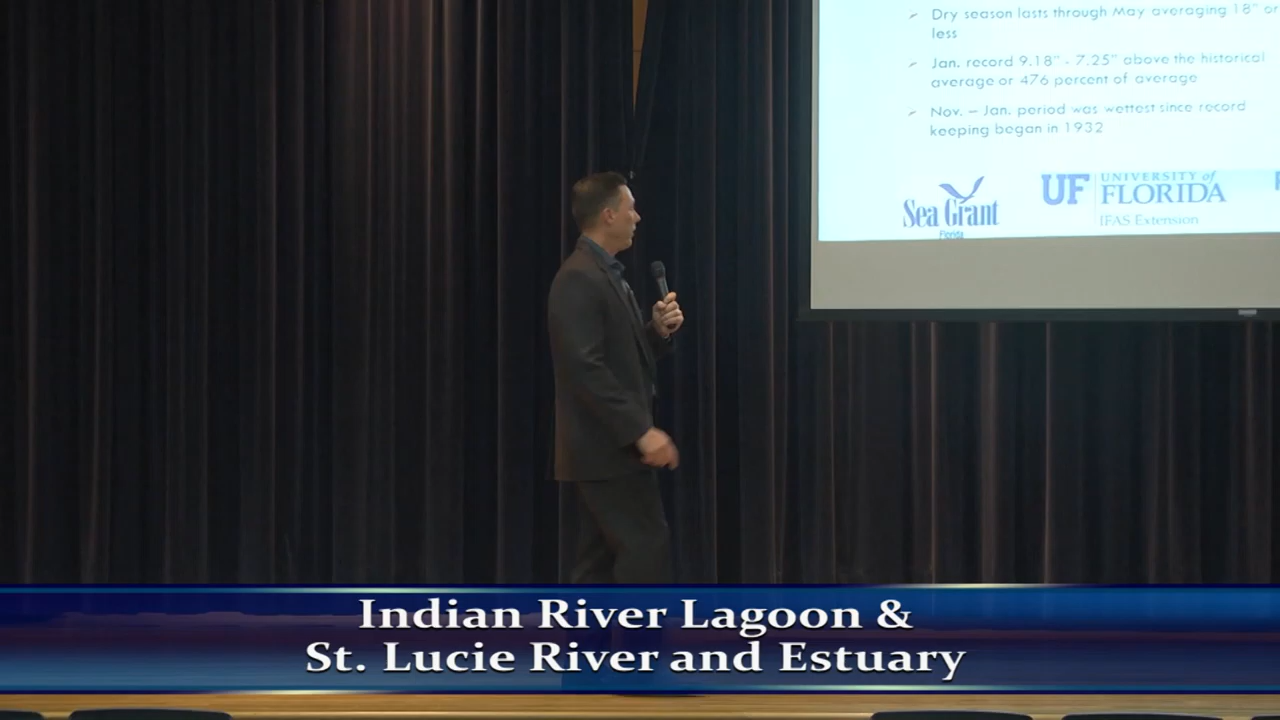 Dry season lasts through May averaging 18" or
less
Jan. record 9.18" - 7.25" above the historical
average or 476 percent of average
Nov. – Jan. period was wettest since record
keeping began in 1932
Sea Grant
Florida
UF UNIVERSITY of
FLORIDA
IFAS Extension
Indian River Lagoon &
St. Lucie River and Estuary